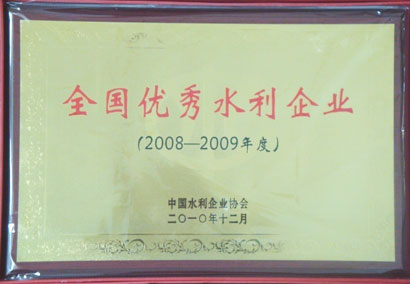 全国优秀水利企业
(2008—2009年度)
中国水利企业协会
二〇一〇年十二月